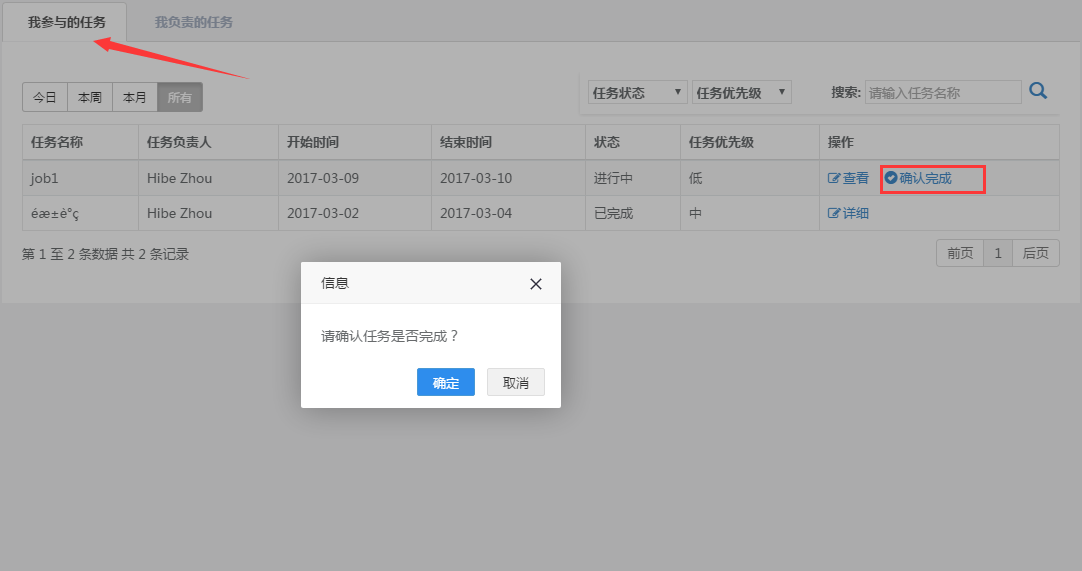 我参与的任务 我负责的任务
今日 本周 本月 所有 任务状态 任务优先级 搜索: 请输入任务名称
任务名称 任务负责人 开始时间 结束时间 状态 任务优先级 操作
job1 Hibe Zhou 2017-03-09 2017-03-10 进行中 低 查看 确认完成
éæ±è°ç Hibe Zhou 2017-03-02 2017-03-04 已完成 中 详细
第 1 至 2 条数据 共 2 条记录 前页 1 后页
信息
请确认任务是否完成？
确定 取消